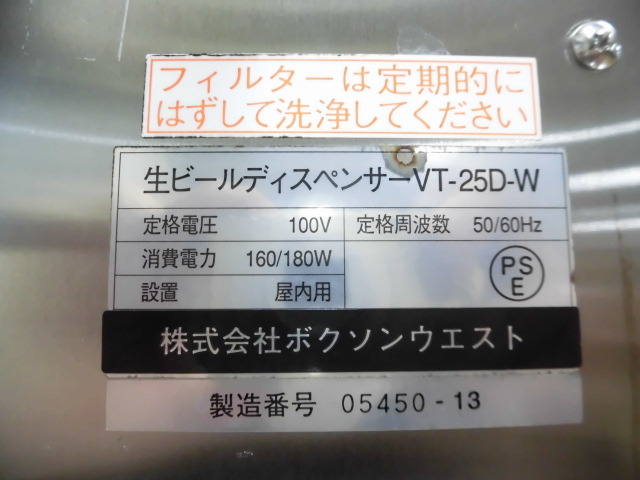 フィルターは定期的に
はずして洗浄してください
生ビールディスペンサーVT-25D-W
定格電圧 100V 定格周波数 50/60Hz
消費電力 160/180W
設置 屋内用
PS
E
株式会社ボクソンウエスト
製造番号 05450-13